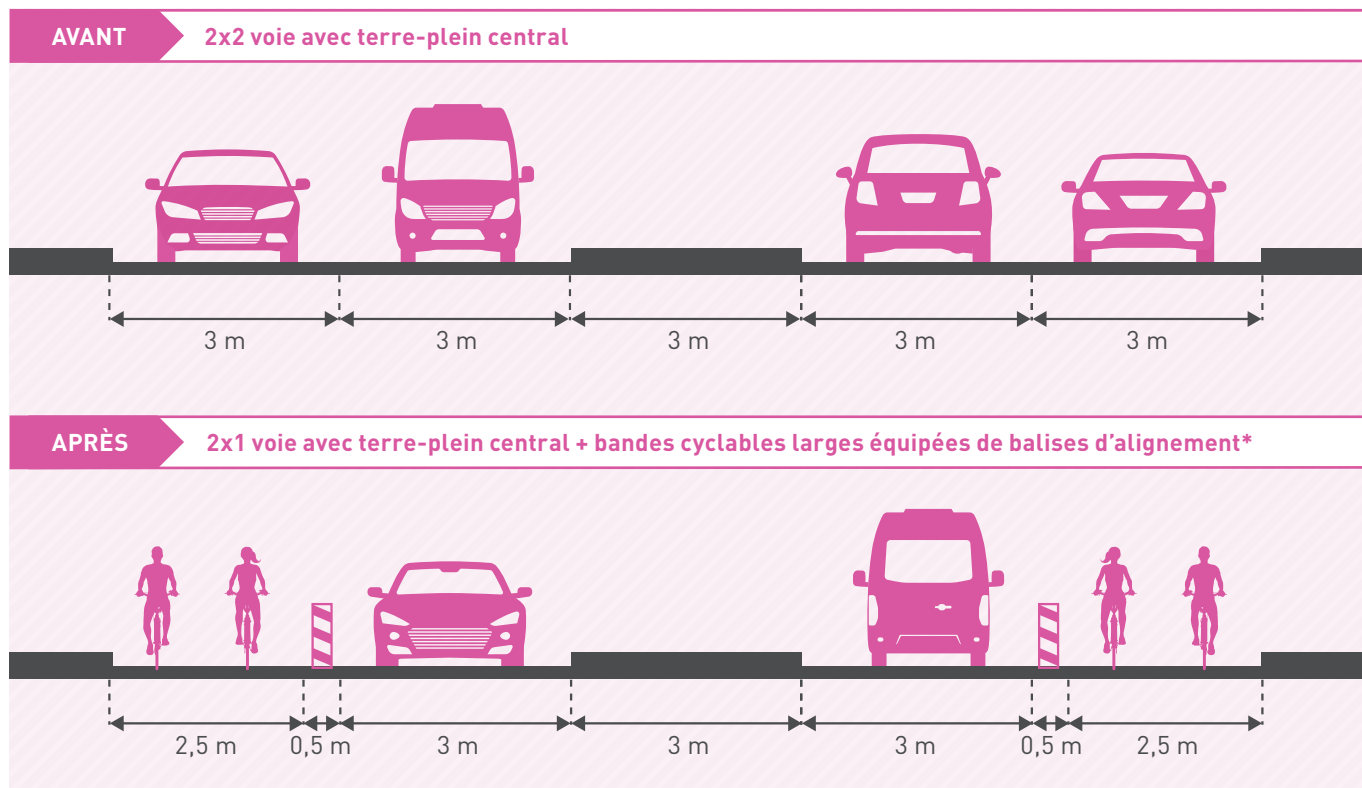 AVANT 2x2 voie avec terre-plein central
3 m 3 m 3 m 3 m 3 m
APRÈS 2x1 voie avec terre-plein central + bandes cyclables larges équipées de balises d’alignement*
2,5 m 0,5 m 3 m 3 m 3 m 0,5 m 2,5 m